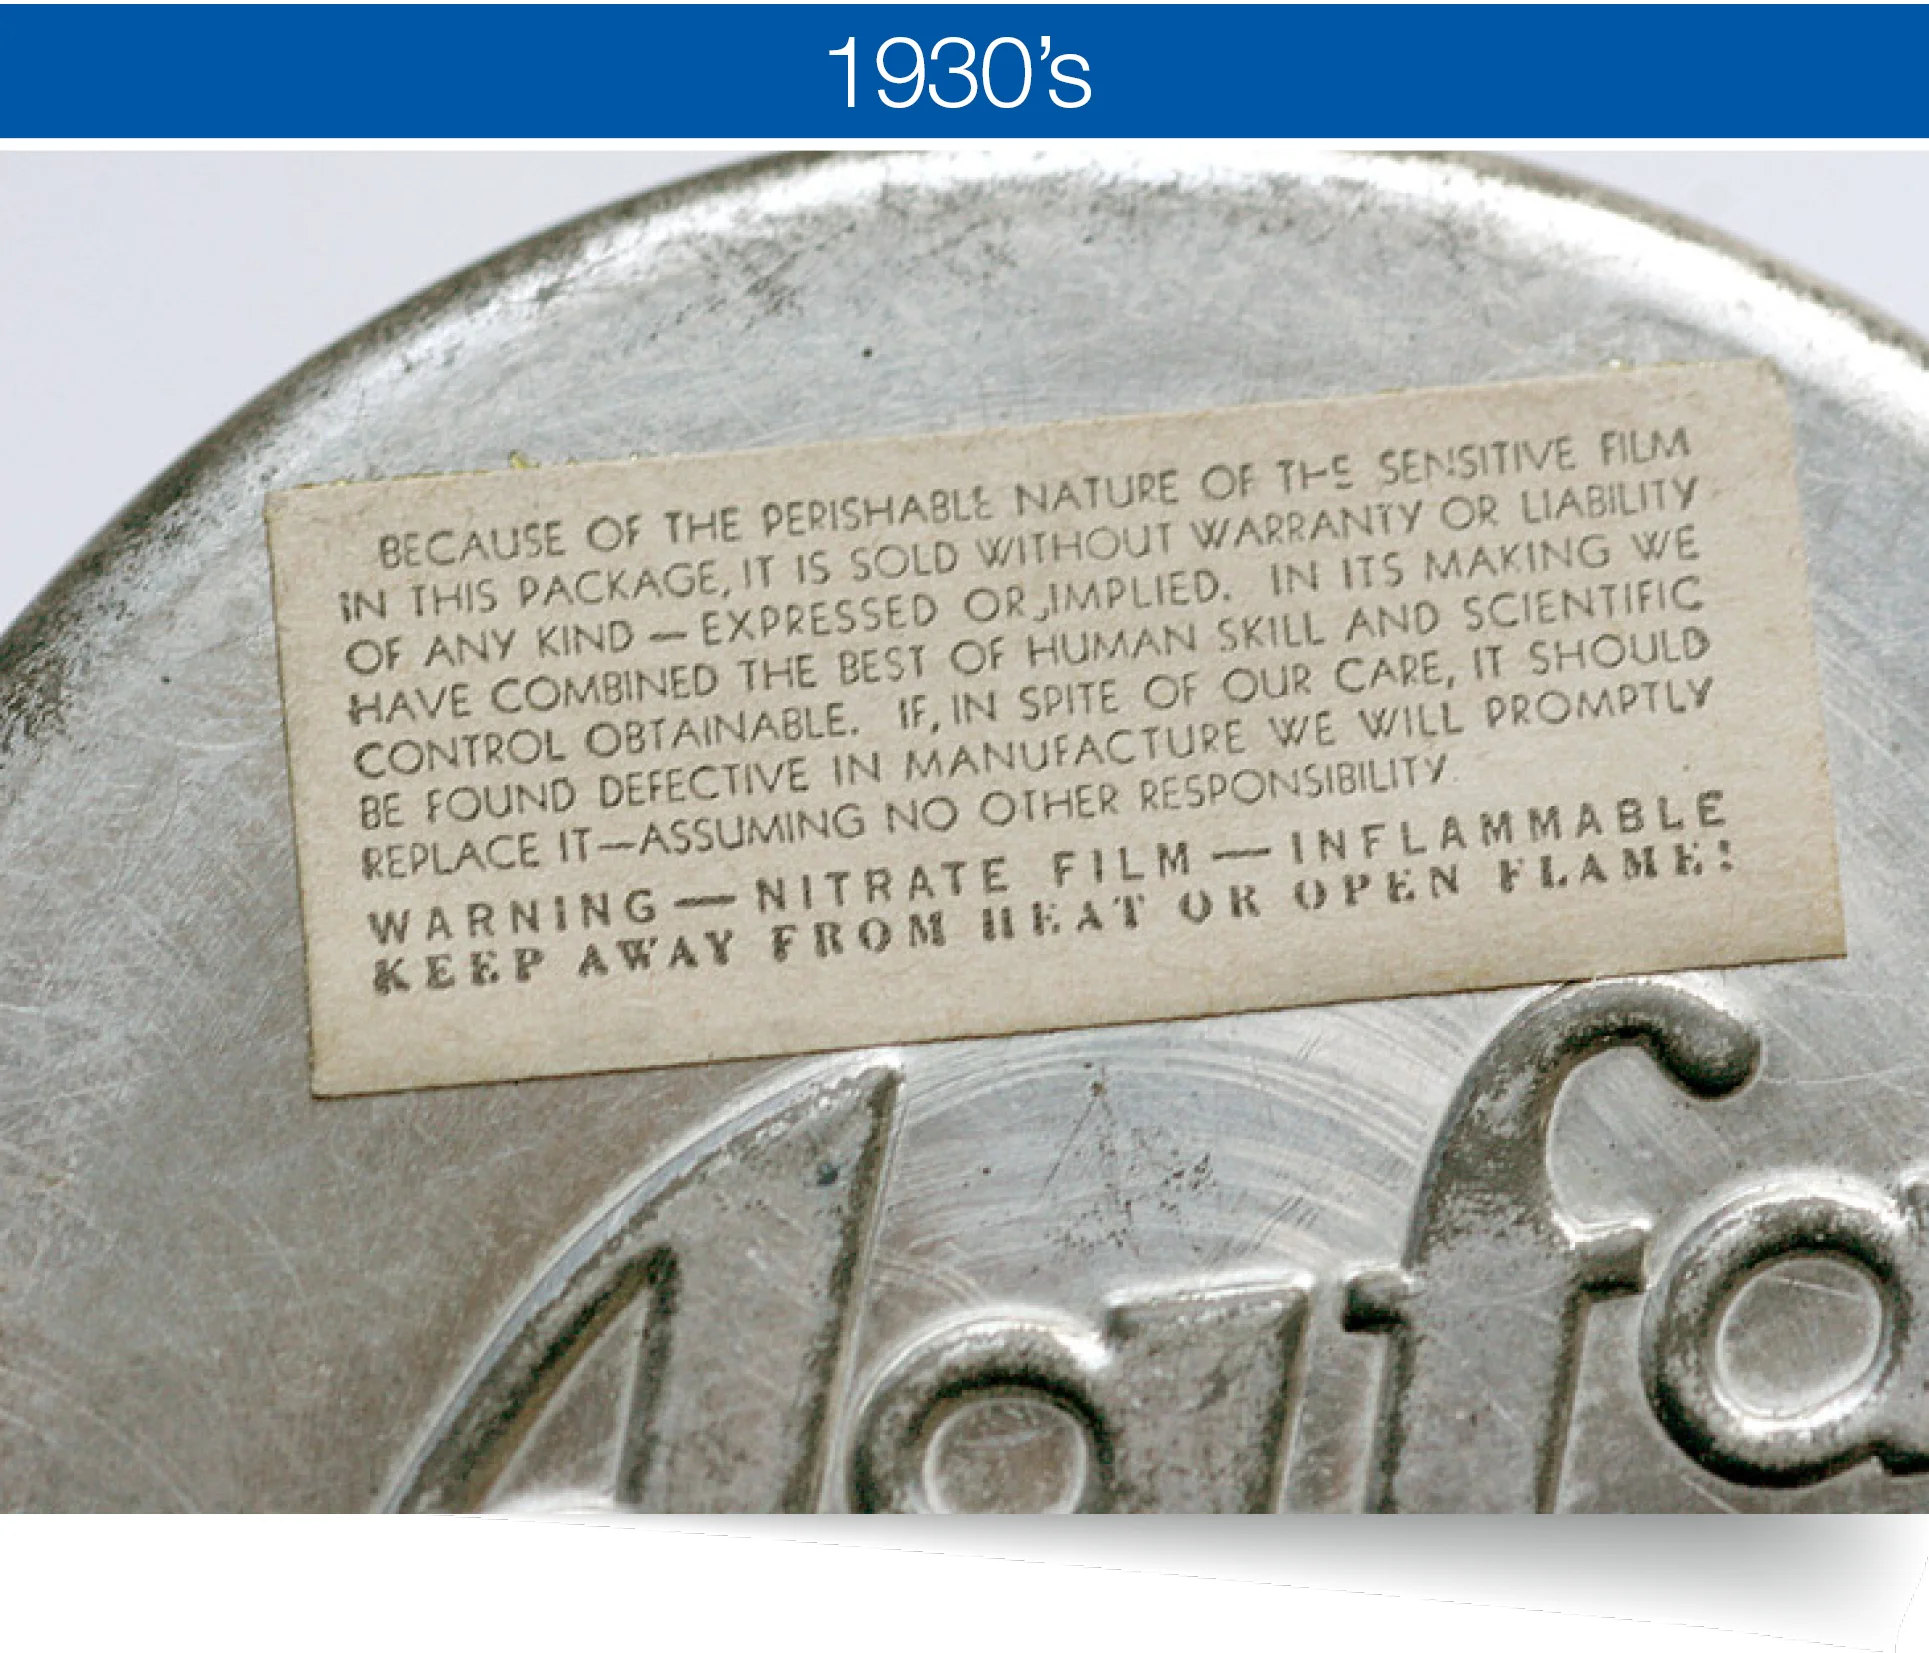 1930's
BECAUSE OF THE PERISHABLE NATURE OF THE SENSITIVE FILM
IN THIS PACKAGE, IT IS SOLD WITHOUT WARRANTY OR LIABILITY
OF ANY KIND — EXPRESSED OR IMPLIED. IN ITS MAKING WE
HAVE COMBINED THE BEST OF HUMAN SKILL AND SCIENTIFIC
CONTROL OBTAINABLE. IF, IN SPITE OF OUR CARE, IT SHOULD
BE FOUND DEFECTIVE IN MANUFACTURE WE WILL PROMPTLY
REPLACE IT—ASSUMING NO OTHER RESPONSIBILITY.
WARNING — NITRATE FILM — INFLAMMABLE
KEEP AWAY FROM HEAT OR OPEN FLAME!